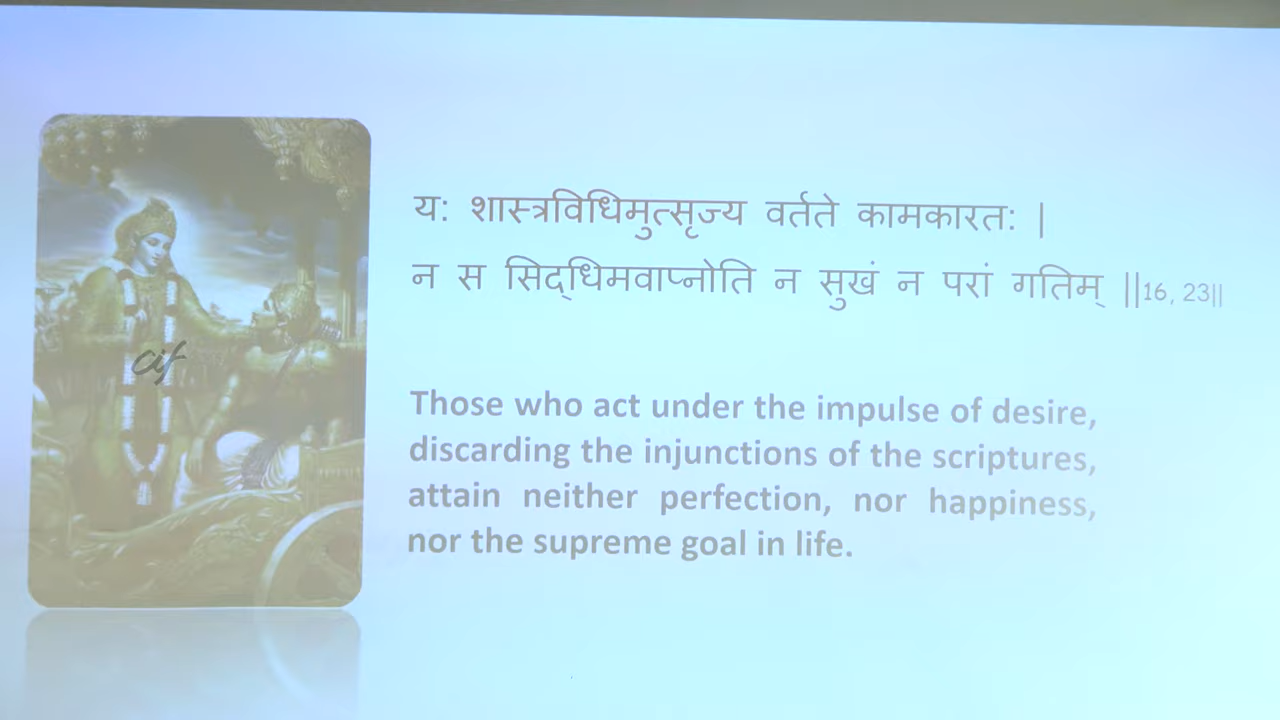 यः शास्त्रविधिमुत्सृज्य वर्तते कामकारतः |
न स सिद्‌धिमवाप्नोति न सुखं न परां गतिम् ||16, 23||
cif
Those who act under the impulse of desire,
discarding the injunctions of the scriptures,
attain neither perfection, nor happiness,
nor the supreme goal in life.